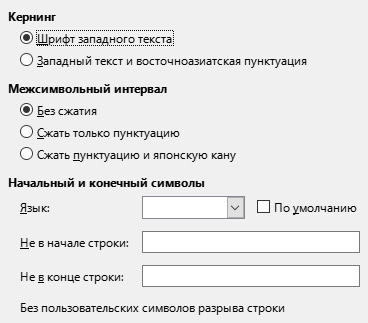 Кернинг
Шрифт западного текста
Западный текст и восточноазиатская пунктуация
Межсимвольный интервал
Без сжатия
Сжать только пунктуацию
Сжать пунктуацию и японскую кану
Начальный и конечный символы
Язык:
По умолчанию
Не в начале строки:
Не в конце строки:
Без пользовательских символов разрыва строки